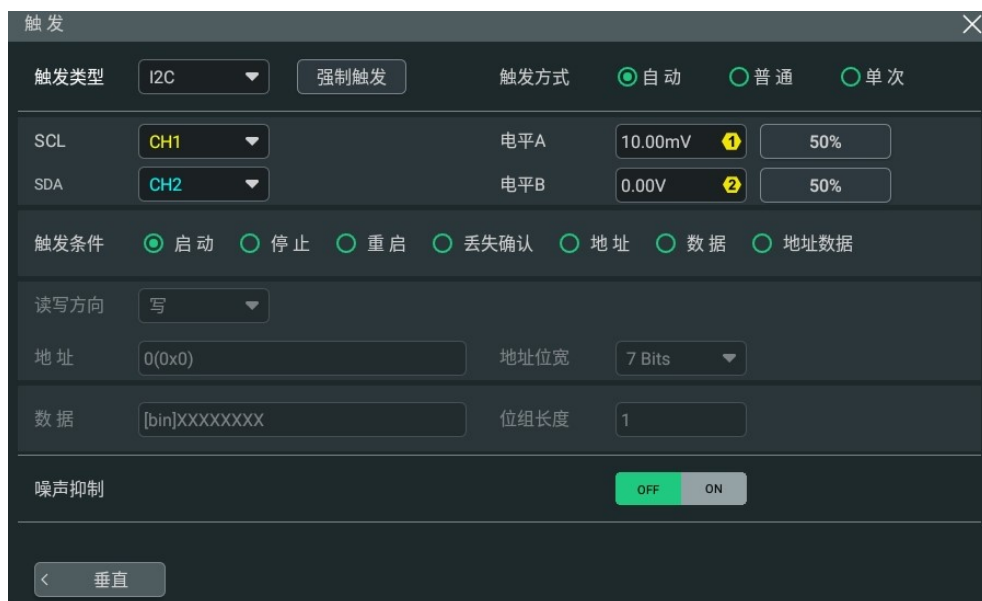 触发
触发类型 I2C 强制触发 触发方式 自动 普通 单次
SCL CH1 电平A 10.00mV 1 50%
SDA CH2 电平B 0.00V 2 50%
触发条件 启动 停止 重启 丢失确认 地址 数据 地址数据
读写方向 写
地址 0(0x0) 地址位宽 7 Bits
数据 [bin]XXXXXXXX 位组长度 1
噪声抑制 OFF ON
< 垂直